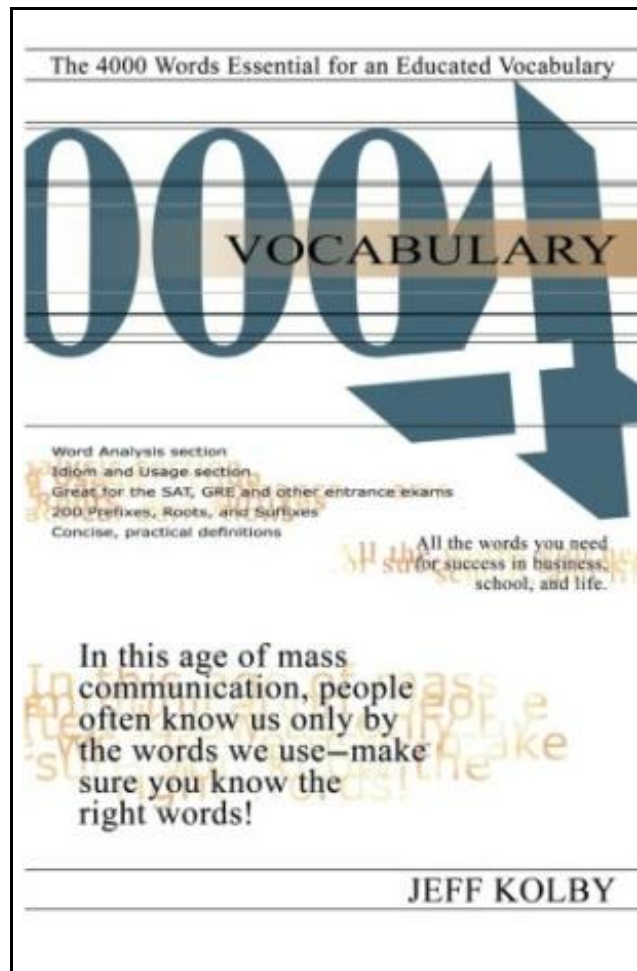 The 4000 Words Essential for an Educated Vocabulary
0004
VOCABULARY
Word Analysis section
Idiom and Usage section
Great for the SAT, GRE and other entrance exams
200 Prefixes, Roots, and Suffixes
Concise, practical definitions
All the words you need
for success in business,
school, and life.
In this age of mass
communication, people
often know us only by
the words we use—make
sure you know the
right words!
JEFF KOLBY